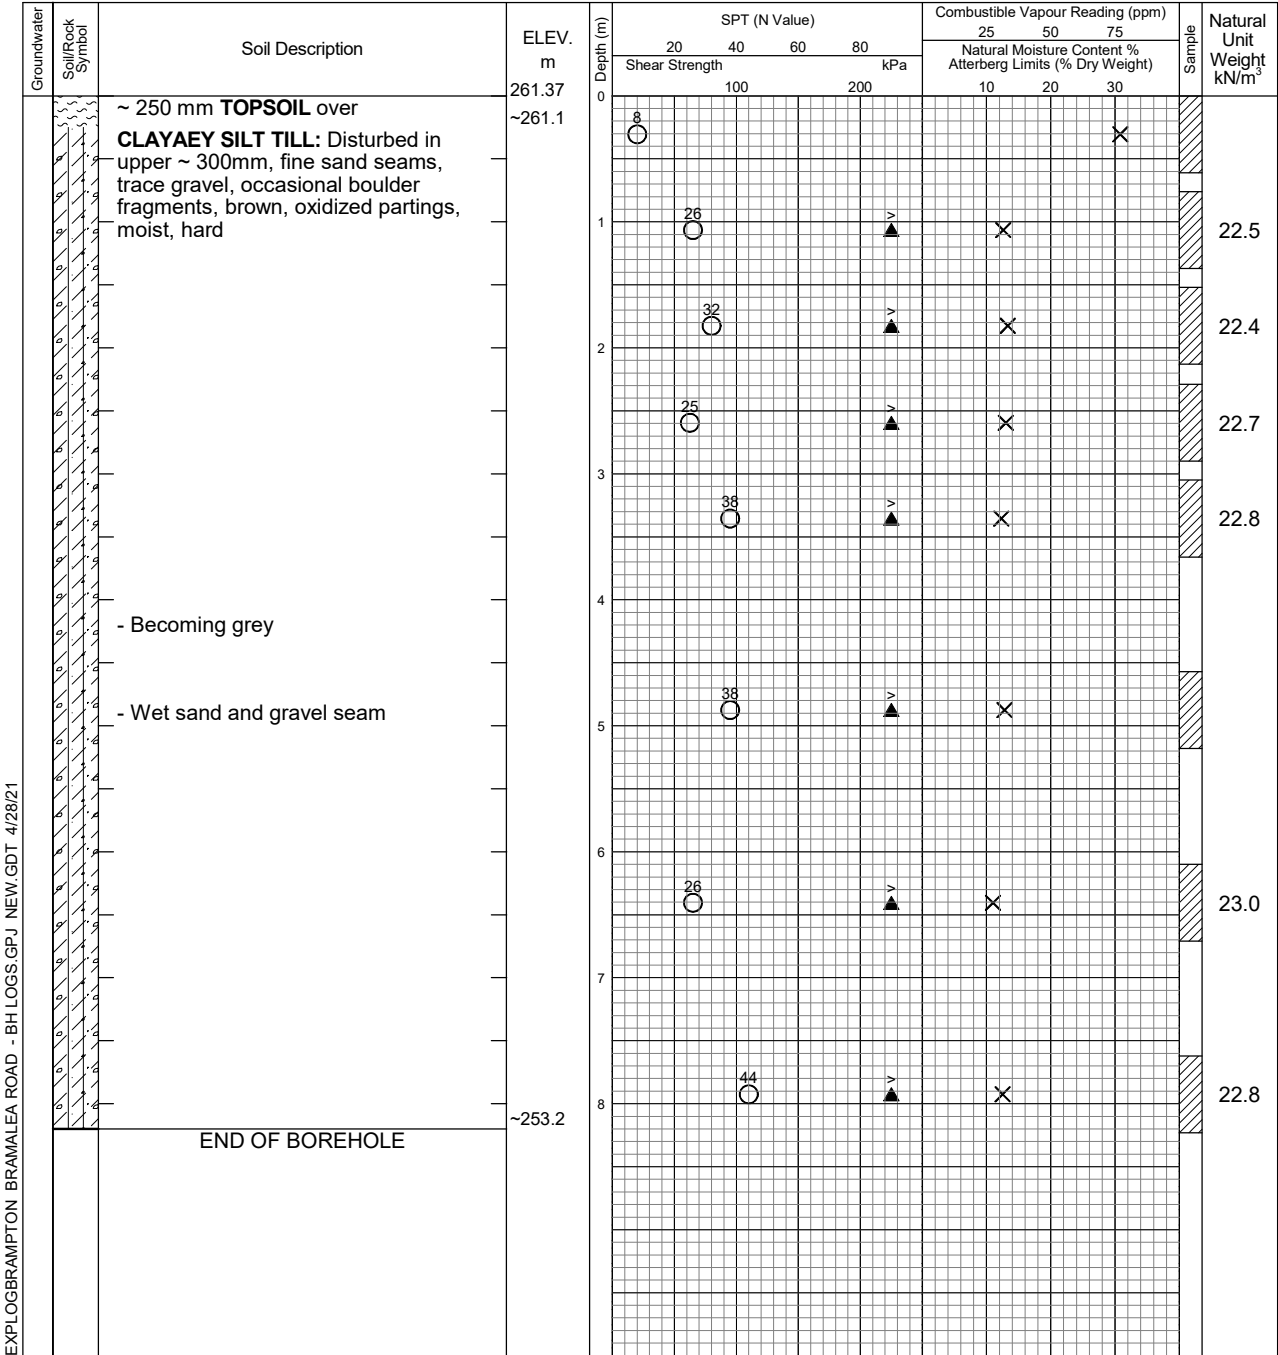 Groundwater
Soil/Rock
Symbol
Soil Description
ELEV.
m
261.37
Depth (m)
SPT (N Value)
20 40 60 80
Shear Strength kPa
100 200
Combustible Vapour Reading (ppm)
25 50 75
Natural Moisture Content %
Atterberg Limits (% Dry Weight)
10 20 30
Sample
Natural
Unit
Weight
kN/m³
0
~ 250 mm TOPSOIL over
~261.1
8
CLAYAEY SILT TILL: Disturbed in
upper ~ 300mm, fine sand seams,
trace gravel, occasional boulder
fragments, brown, oxidized partings,
moist, hard
1
26
>
22.5
32
>
22.4
2
25
>
22.7
3
38
>
22.8
4
- Becoming grey
38
>
- Wet sand and gravel seam
5
6
26
>
23.0
7
44
>
22.8
8
~253.2
END OF BOREHOLE
EXPLOGBRAMPTON BRAMALEA ROAD - BH LOGS.GPJ NEW.GDT 4/28/21